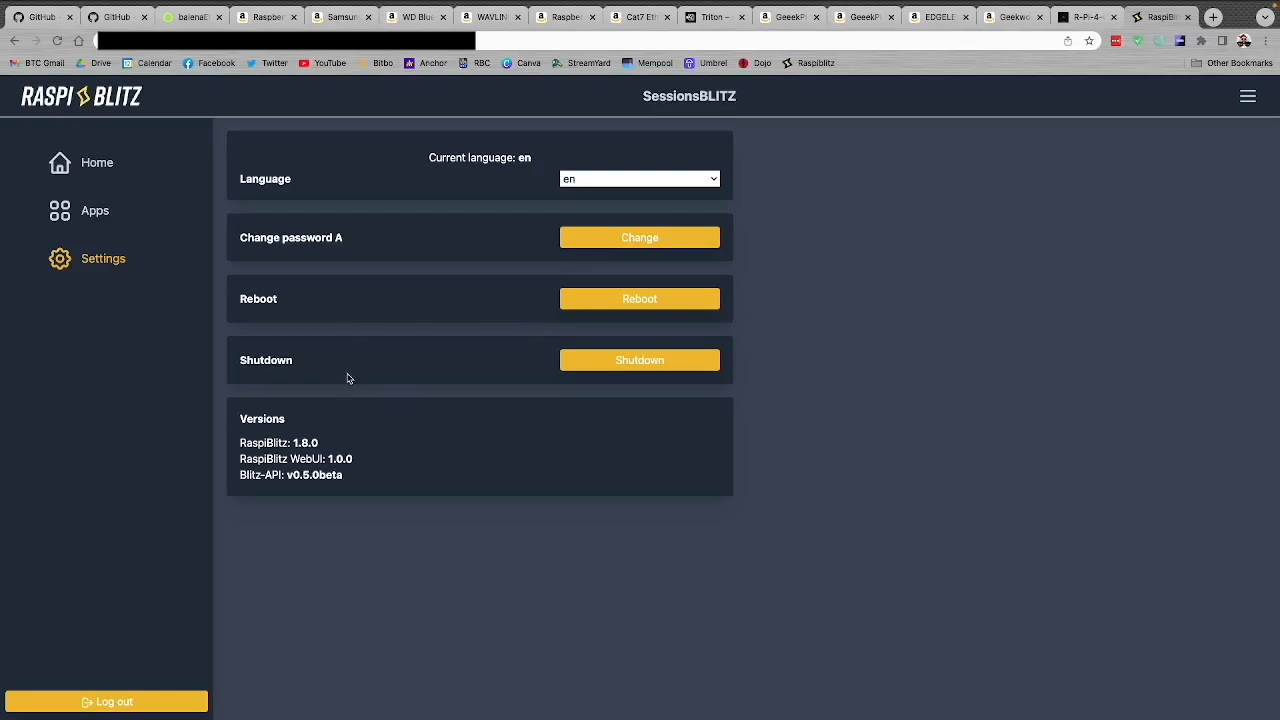 GitHub - GitHub - balenaE Raspber Samsun WD Blue WAVLIN Raspber Cat7 Et Triton – GeeekP GeeekP EDGELE Geekwo R-Pi-4- RaspiBl
BTC Gmail Drive Calendar Facebook Twitter YouTube Bitbo Anchor RBC Canva StreamYard Mempool Umbrel Dojo Raspiblitz Other Bookmarks
RASPI BLITZ SessionsBLITZ
Home
Apps
Settings
Current language: en
Language en
Change password A Change
Reboot Reboot
Shutdown Shutdown
Versions
RaspiBlitz: 1.8.0
RaspiBlitz WebUI: 1.0.0
Blitz-API: v0.5.0beta
Log out